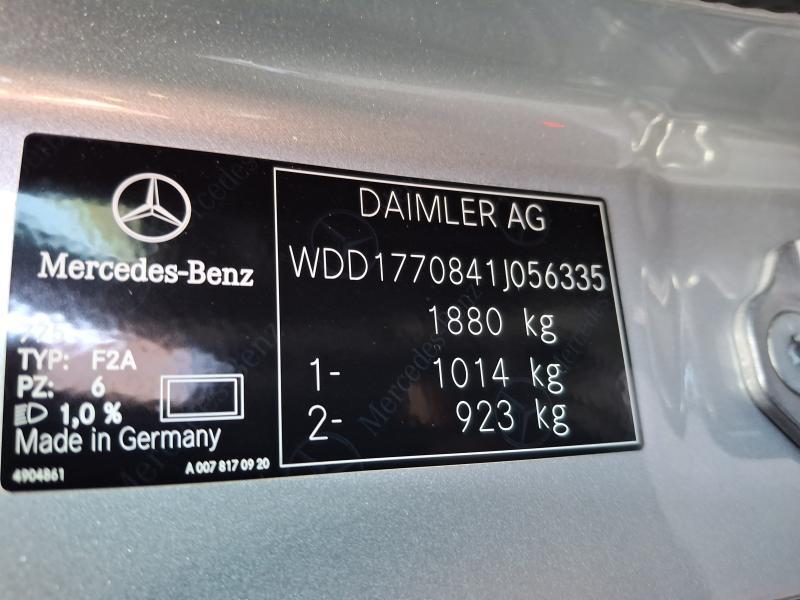 Mercedes-Benz
TYP: F2A
PZ: 6
1,0 %
Made in Germany
4904861
A 007 817 09 20
DAIMLER AG
WDD1770841J056335
1880 kg
1- 1014 kg
2- 923 kg